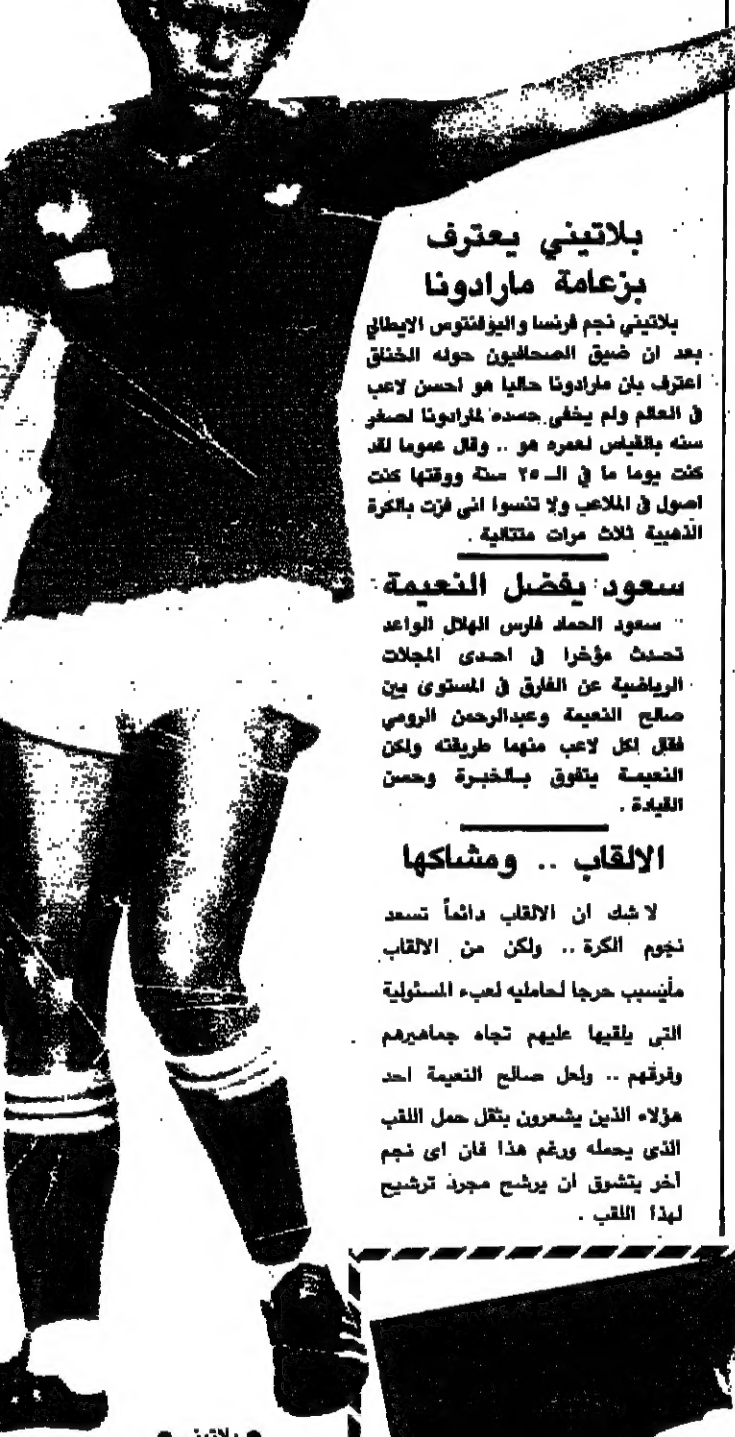 بلاتيني يعترف
بزعامة مارادونا
بلاتيني نجم فرنسا واليوفنتوس الايطالي
بعد ان ضيق الصحافيون حوله الخناق
اعترف بان مارادونا حاليا هو احسن لاعب
في العالم ولم يخفى حسده لمارادونا لصغر
سنه بالقياس لعمره هو .. وقال عموما لقد
كنت يوما ما في الـ ٢٥ سنة ووقتها كنت
اصول في الملاعب ولا تنسوا انى فزت بالكرة
الذهبية ثلاث مرات متتالية .
سعود يفضل النعيمة
سعود الحماد فارس الهلال الواعد
تحدث مؤخرا في احدى المجلات
الرياضية عن الفارق في المستوى بين
صالح النعيمة وعبدالرحمن الرومي
فقال لكل لاعب منهما طريقته ولكن
النعيمة يتفوق بالخبرة وحسن
القيادة .
الالقاب .. ومشاكها
لا شك ان الالقاب دائماً تسعد
نجوم الكرة .. ولكن من الالقاب
مايسبب حرجا لحامليه لعبء المسئولية
التى يلقيها عليهم تجاه جماهيرهم
وفرقهم .. ولعل صالح النعيمة احد
هؤلاء الذين يشعرون بثقل حمل اللقب
الذى يحمله ورغم هذا فان اى نجم
آخر يتشوق ان يرشح مجرد ترشيح
لهذا اللقب .
● بلاتيني ●